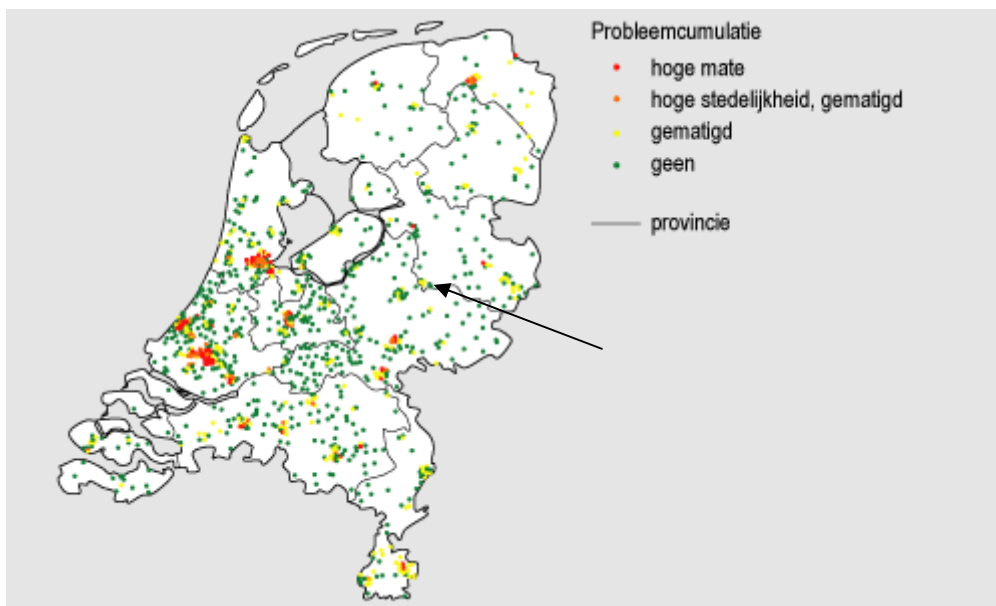 Probleemcumulatie
hoge mate
hoge stedelijkheid, gematigd
gematigd
geen
provincie